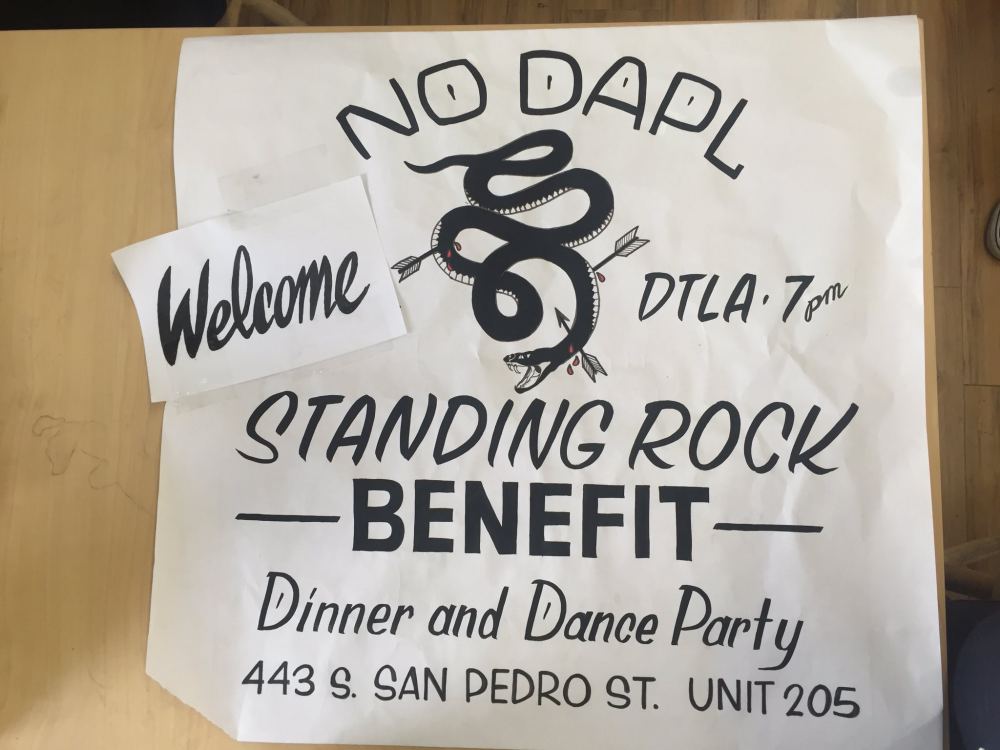 NO DAPL
Welcome
DTLA · 7pm
STANDING ROCK
— BENEFIT —
Dinner and Dance Party
443 S. SAN PEDRO ST. UNIT 205